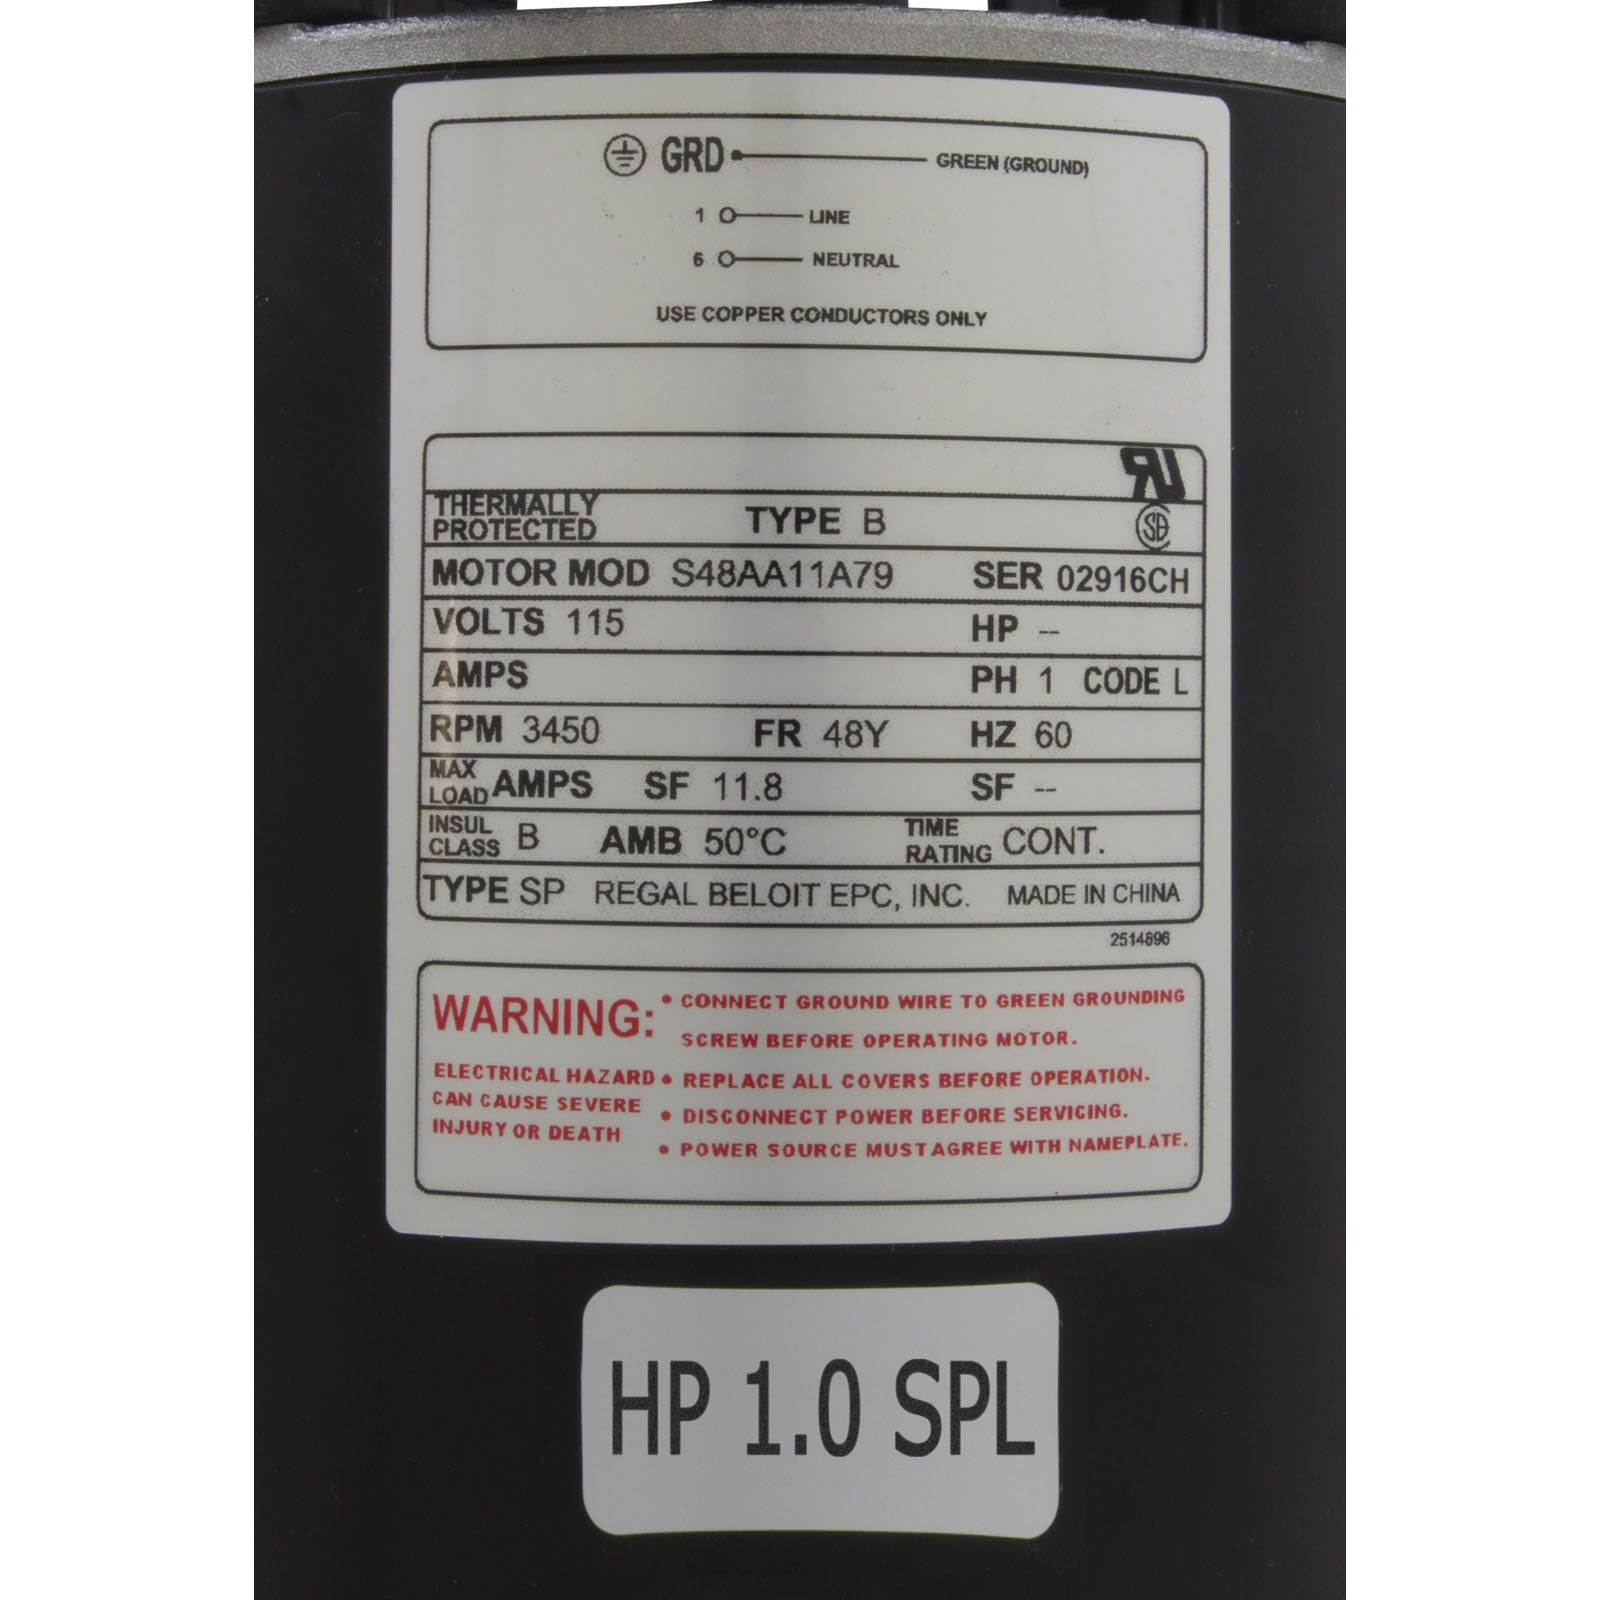 GRD GREEN (GROUND)
1 LINE
6 NEUTRAL
USE COPPER CONDUCTORS ONLY
THERMALLY PROTECTED TYPE B
MOTOR MOD S48AA11A79 SER 02916CH
VOLTS 115 HP --
AMPS PH 1 CODE L
RPM 3450 FR 48Y HZ 60
MAX LOAD AMPS SF 11.8 SF --
INSUL CLASS B AMB 50°C TIME RATING CONT.
TYPE SP REGAL BELOIT EPC, INC. MADE IN CHINA
2514896
WARNING:
ELECTRICAL HAZARD
CAN CAUSE SEVERE
INJURY OR DEATH
• CONNECT GROUND WIRE TO GREEN GROUNDING
SCREW BEFORE OPERATING MOTOR.
• REPLACE ALL COVERS BEFORE OPERATION.
• DISCONNECT POWER BEFORE SERVICING.
• POWER SOURCE MUST AGREE WITH NAMEPLATE.
HP 1.0 SPL